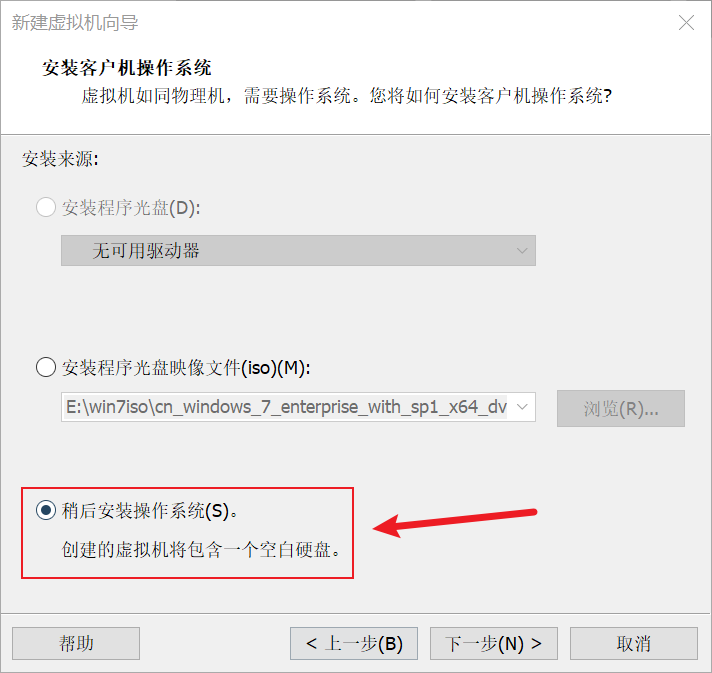 新建虚拟机向导
安装客户机操作系统
虚拟机如同物理机，需要操作系统。您将如何安装客户机操作系统?
安装来源:
安装程序光盘(D):
无可用驱动器
安装程序光盘映像文件(iso)(M):
E:\win7iso\cn_windows_7_enterprise_with_sp1_x64_dv
浏览(R)...
稍后安装操作系统(S)。
创建的虚拟机将包含一个空白硬盘。
帮助
< 上一步(B)
下一步(N) >
取消